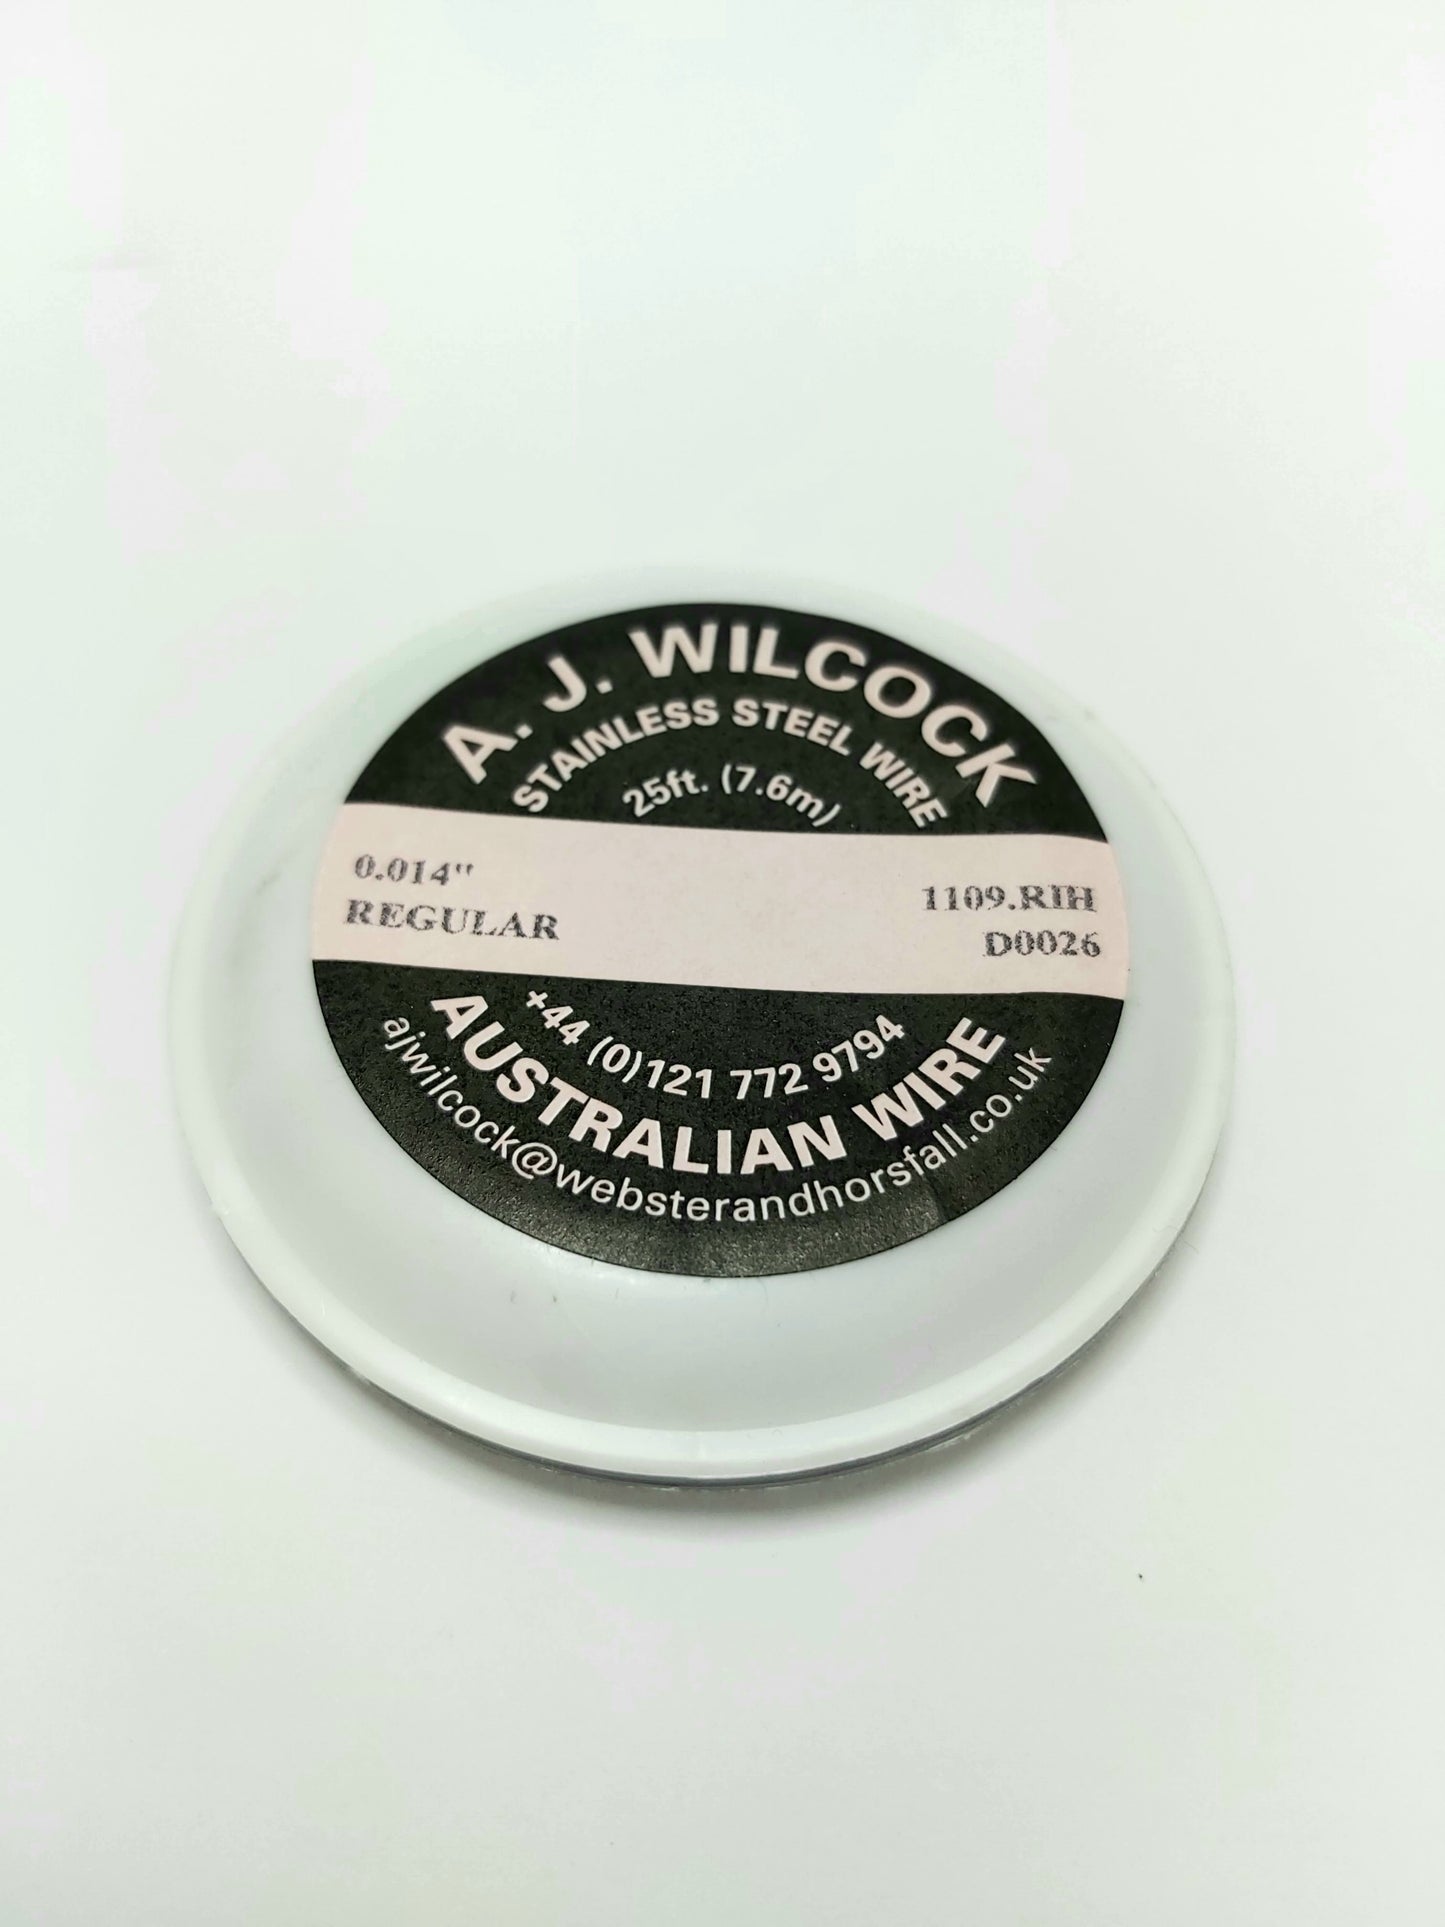 A. J. WILCOCK
STAINLESS STEEL WIRE
25ft. (7.6m)
0.014"
REGULAR
1109.RIH
D0026
+44 (0)121 772 9794
AUSTRALIAN WIRE
ajwilcock@websterandhorsfall.co.uk